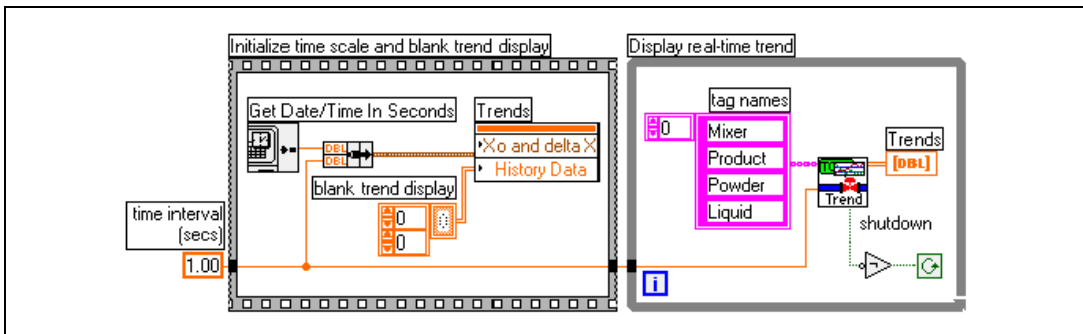 Initialize time scale and blank trend display
Display real-time trend
Get Date/Time In Seconds
Trends
DBL
DBL
Xo and delta X
History Data
blank trend display
0
0
time interval
(secs)
1.00
tag names
0
Mixer
Product
Powder
Liquid
Trends
[DBL]
Trend
shutdown
i